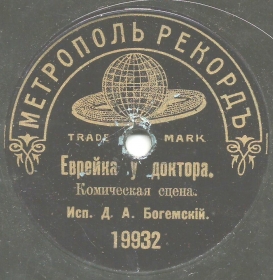 МЕТРОПОЛЬ РЕКОРДЪ
TRADE MARK
Еврейка у доктора.
Комическая сцена.
Исп. Д. А. Богемскій.
19932